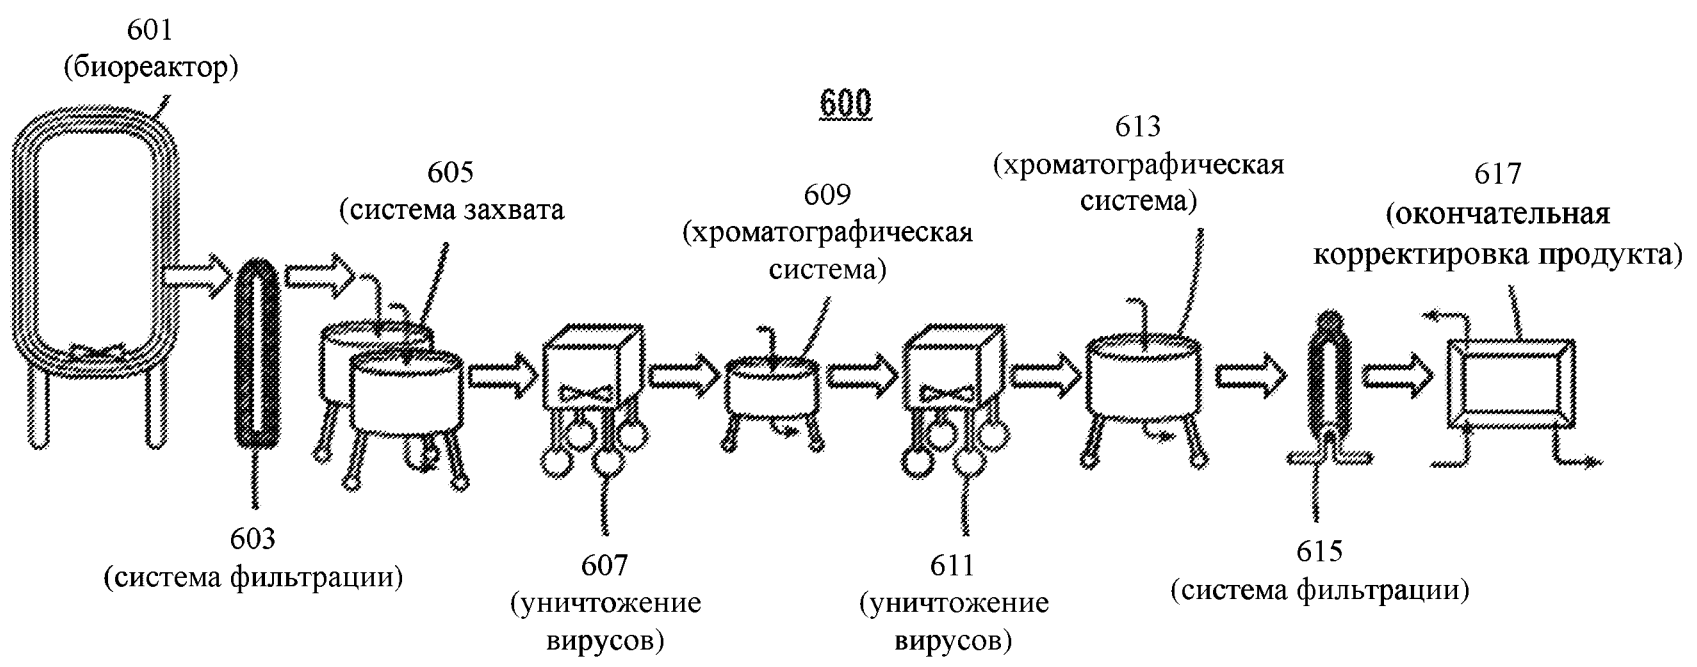 601
(биореактор)
600
605
(система захвата
609
(хроматографическая
система)
613
(хроматографическая
система)
617
(окончательная
корректировка продукта)
603
(система фильтрации)
607
(уничтожение
вирусов)
611
(уничтожение
вирусов)
615
(система фильтрации)